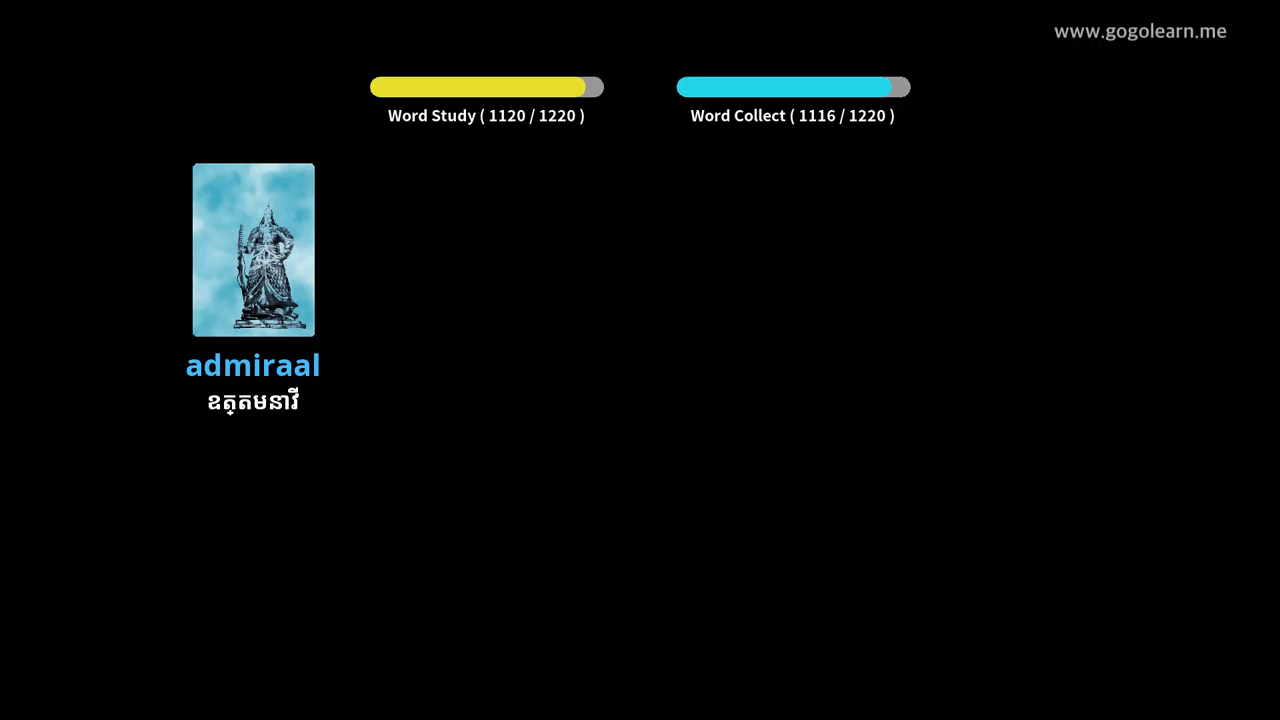 www.gogolearn.me
Word Study ( 1120 / 1220 )
Word Collect ( 1116 / 1220 )
admiraal
ឧត្តមនាវី